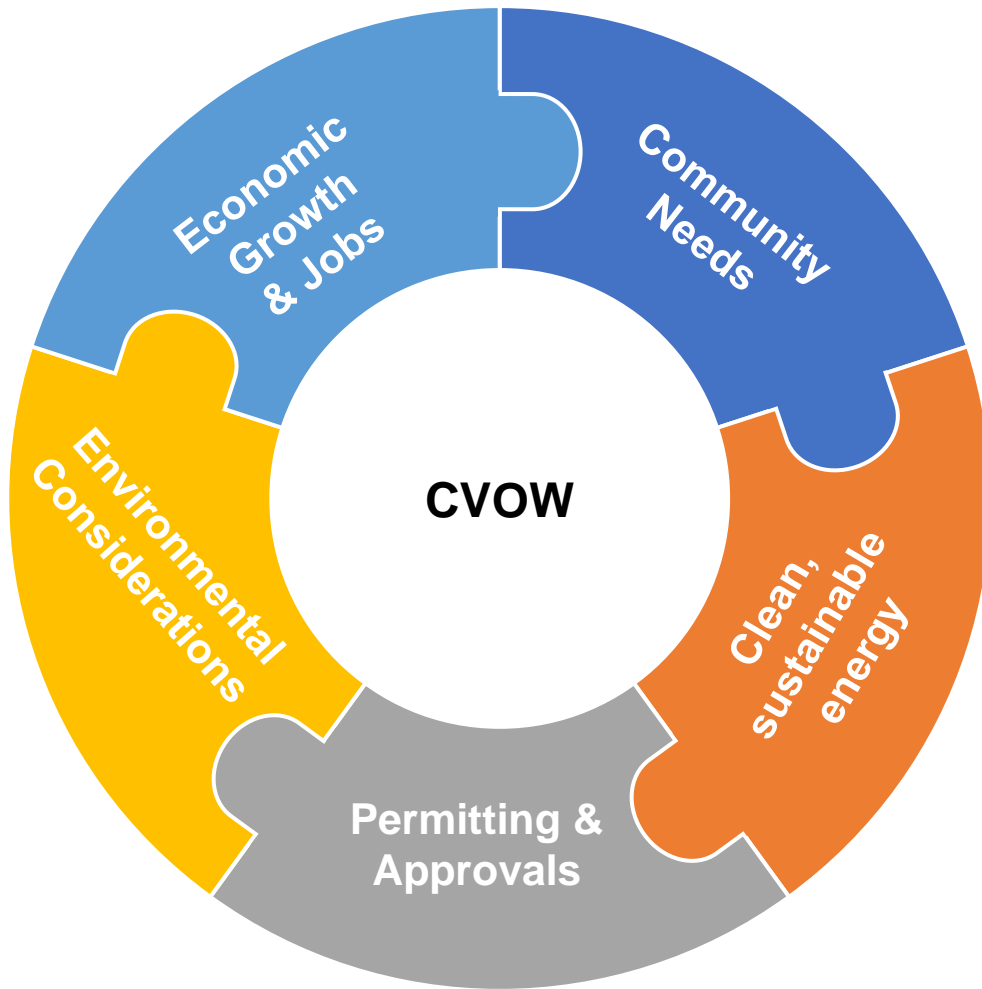 Economic
Growth
& Jobs
Community
Needs
Environmental
Considerations
CVOW
Clean,
sustainable
energy
Permitting &
Approvals